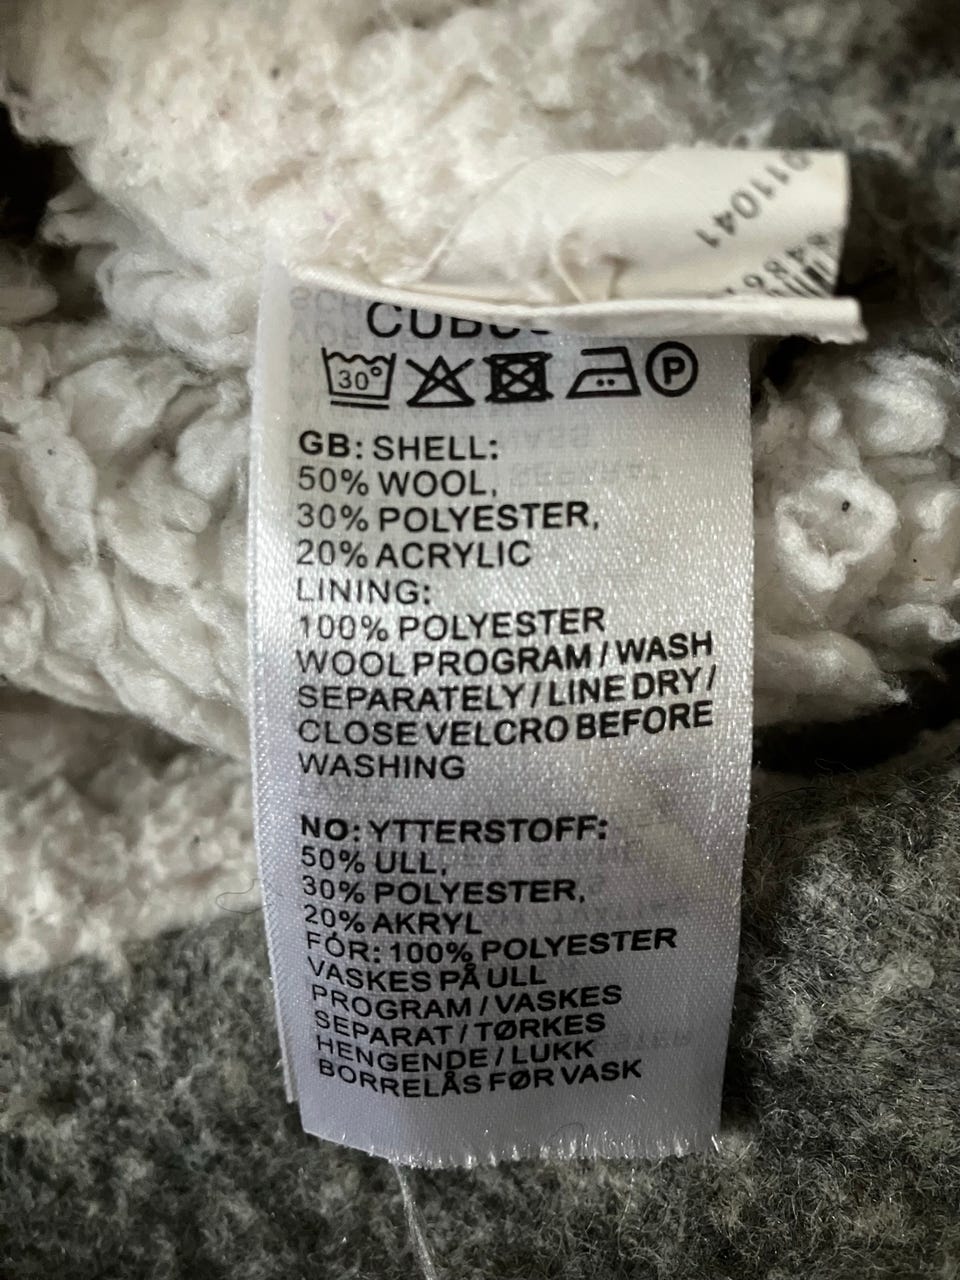 11041
30°
P
GB: SHELL:
50% WOOL,
30% POLYESTER,
20% ACRYLIC
LINING:
100% POLYESTER
WOOL PROGRAM / WASH
SEPARATELY / LINE DRY /
CLOSE VELCRO BEFORE
WASHING
NO: YTTERSTOFF:
50% ULL,
30% POLYESTER,
20% AKRYL
FÓR: 100% POLYESTER
VASKES PÅ ULL
PROGRAM / VASKES
SEPARAT / TØRKES
HENGENDE / LUKK
BORRELÅS FØR VASK